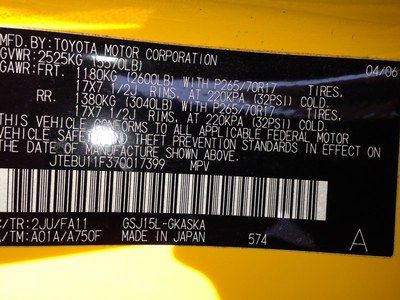 MFD. BY: TOYOTA MOTOR CORPORATION 04/06
GVWR: 2525KG (5570LB)
GAWR: FRT. 1180KG (2600LB) WITH P265/70R17 TIRES,
17X7 1/2J RIMS, AT 220KPA (32PSI) COLD.
RR. 1380KG (3040LB) WITH P265/70R17 TIRES,
17X7 1/2J RIMS, AT 220KPA (32PSI) COLD.
THIS VEHICLE CONFORMS TO ALL APPLICABLE FEDERAL MOTOR
VEHICLE SAFETY BUMPER, AND THEFT PREVENTION STANDARDS IN EFFECT ON
THE DATE OF MANUFACTURE SHOWN ABOVE.
JTEBU11F370017399 MPV
C/TR: 2JU/FA11 GSJ15L-GKASKA
A/TM: A01A/A750F MADE IN JAPAN 574 A